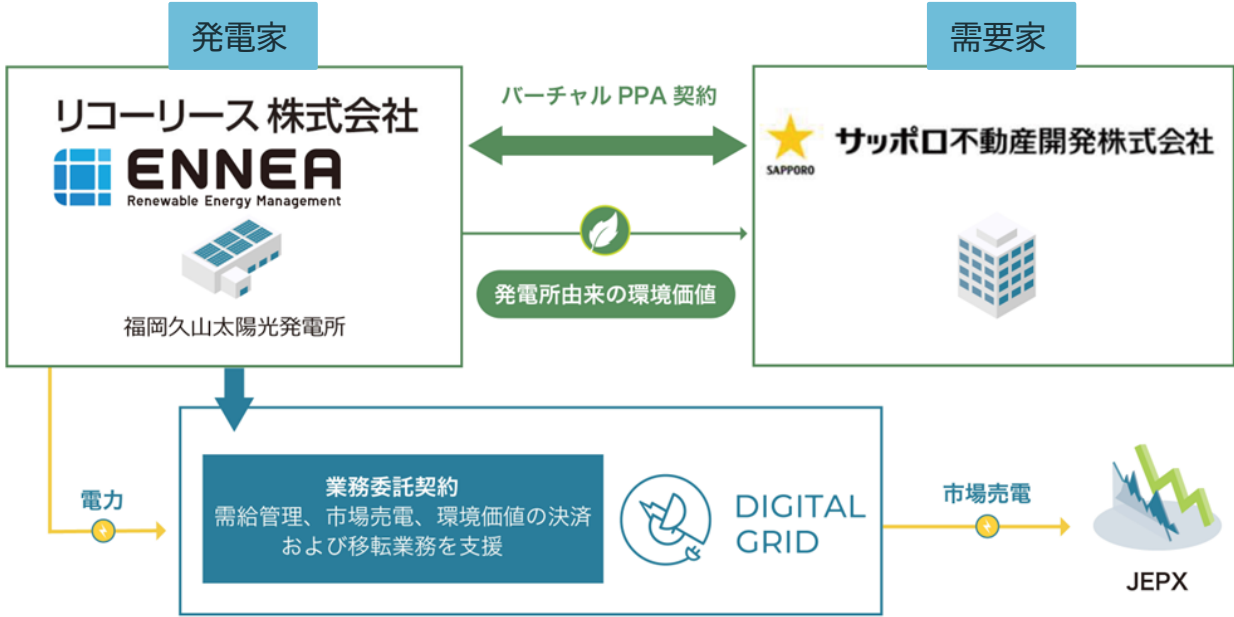 発電家
需要家
リコーリース株式会社
ENNEA
Renewable Energy Management
福岡久山太陽光発電所
バーチャル PPA 契約
発電所由来の環境価値
SAPPORO
サッポロ不動産開発株式会社
電力
業務委託契約
需給管理、市場売電、環境価値の決済
および移転業務を支援
DIGITAL
GRID
市場売電
JEPX